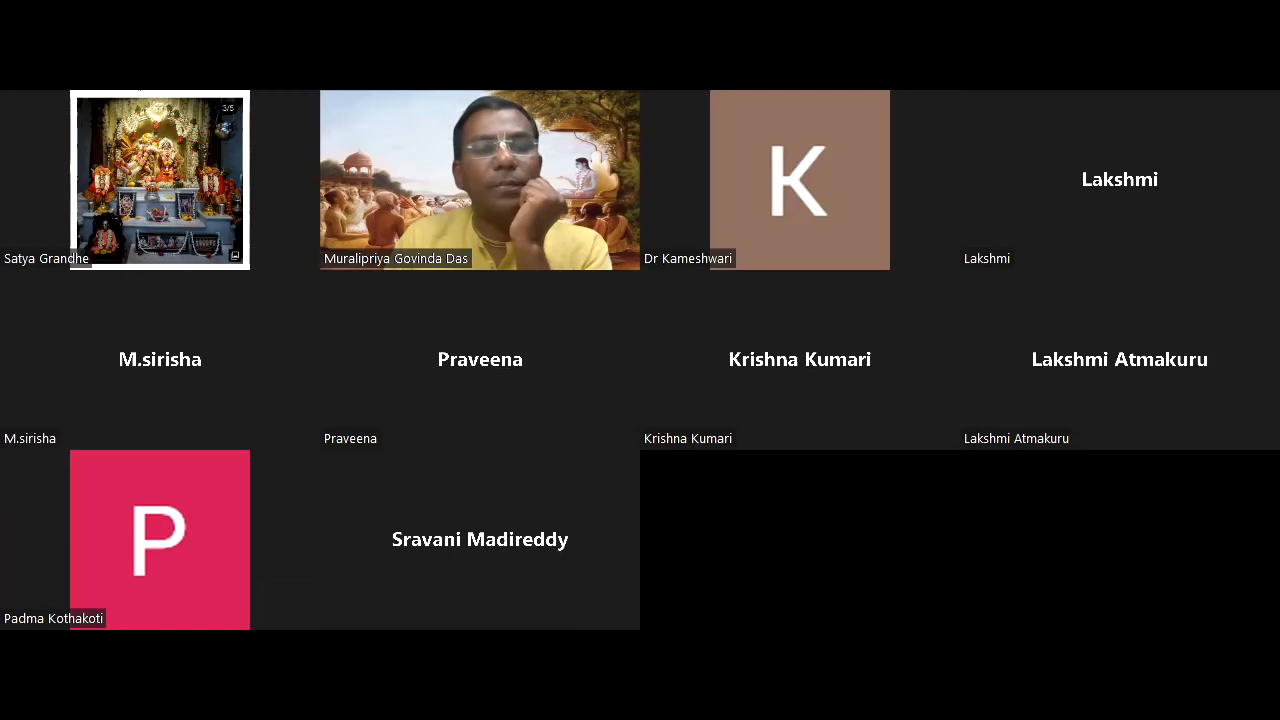 3/5
Satya Grandhe
Muralipriya Govinda Das
K
Dr Kameshwari
Lakshmi
Lakshmi
M.sirisha
M.sirisha
Praveena
Praveena
Krishna Kumari
Krishna Kumari
Lakshmi Atmakuru
Lakshmi Atmakuru
P
Padma Kothakoti
Sravani Madireddy